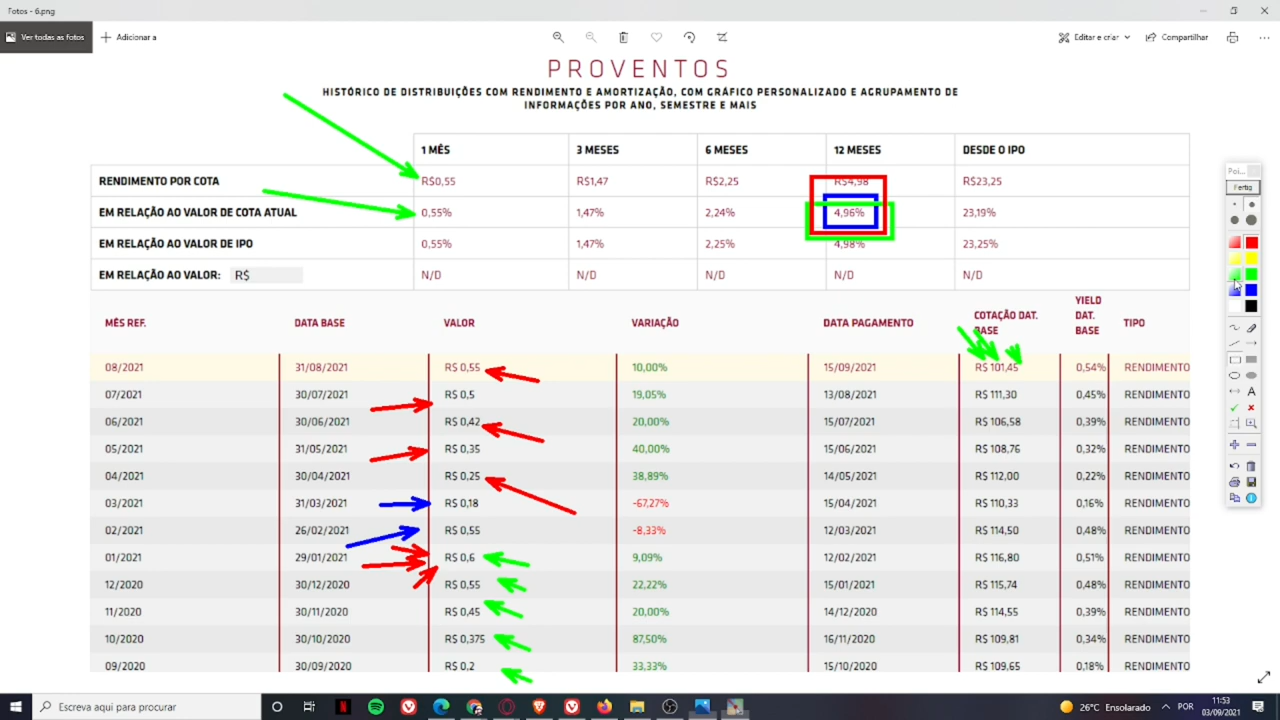 Fotos - 6.png
Ver todas as fotos
Adicionar a
Editar e criar
Compartilhar
PROVENTOS
HISTÓRICO DE DISTRIBUIÇÕES COM RENDIMENTO E AMORTIZAÇÃO, COM GRÁFICO PERSONALIZADO E AGRUPAMENTO DE
INFORMAÇÕES POR ANO, SEMESTRE E MAIS
1 MÊS 3 MESES 6 MESES 12 MESES DESDE O IPO
RENDIMENTO POR COTA R$0,55 R$1,47 R$2,25 R$4,98 R$23,25
EM RELAÇÃO AO VALOR DE COTA ATUAL 0,55% 1,47% 2,24% 4,96% 23,19%
EM RELAÇÃO AO VALOR DE IPO 0,55% 1,47% 2,25% 4,98% 23,25%
EM RELAÇÃO AO VALOR: R$ N/D N/D N/D N/D N/D
MÊS REF. DATA BASE VALOR VARIAÇÃO DATA PAGAMENTO COTAÇÃO DAT. BASE YIELD DAT. BASE TIPO
08/2021 31/08/2021 R$ 0,55 10,00% 15/09/2021 R$ 101,45 0,54% RENDIMENTO
07/2021 30/07/2021 R$ 0,5 19,05% 13/08/2021 R$ 111,30 0,45% RENDIMENTO
06/2021 30/06/2021 R$ 0,42 20,00% 15/07/2021 R$ 106,58 0,39% RENDIMENTO
05/2021 31/05/2021 R$ 0,35 40,00% 15/06/2021 R$ 108,76 0,32% RENDIMENTO
04/2021 30/04/2021 R$ 0,25 38,89% 14/05/2021 R$ 112,00 0,22% RENDIMENTO
03/2021 31/03/2021 R$ 0,18 -67,27% 15/04/2021 R$ 110,33 0,16% RENDIMENTO
02/2021 26/02/2021 R$ 0,55 -8,33% 12/03/2021 R$ 114,50 0,48% RENDIMENTO
01/2021 29/01/2021 R$ 0,6 9,09% 12/02/2021 R$ 116,80 0,51% RENDIMENTO
12/2020 30/12/2020 R$ 0,55 22,22% 15/01/2021 R$ 115,74 0,48% RENDIMENTO
11/2020 30/11/2020 R$ 0,45 20,00% 14/12/2020 R$ 114,55 0,39% RENDIMENTO
10/2020 30/10/2020 R$ 0,375 87,50% 16/11/2020 R$ 109,81 0,34% RENDIMENTO
09/2020 30/09/2020 R$ 0,2 33,33% 15/10/2020 R$ 109,65 0,18% RENDIMENTO
Poi...
Fertig
A
Escreva aqui para procurar
26°C Ensolarado
POR
11:53
03/09/2021